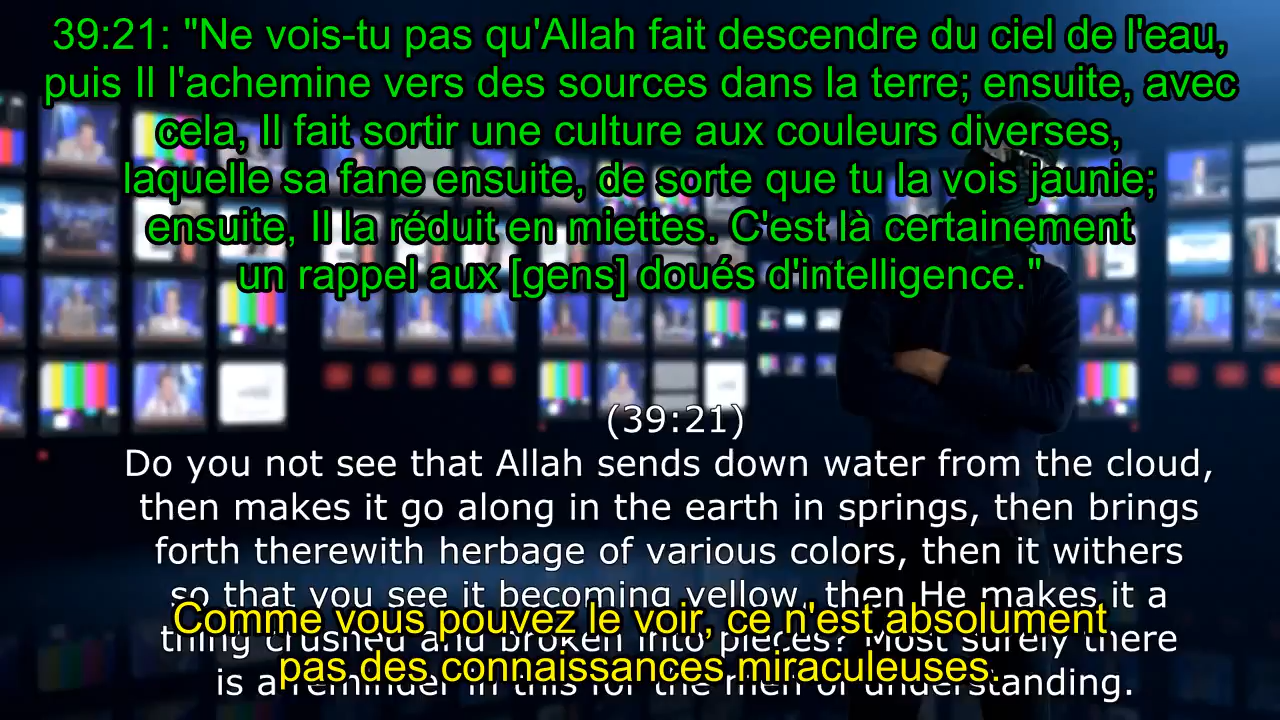 39:21: "Ne vois-tu pas qu'Allah fait descendre du ciel de l'eau,
puis Il l'achemine vers des sources dans la terre; ensuite, avec
cela, Il fait sortir une culture aux couleurs diverses,
laquelle sa fane ensuite, de sorte que tu la vois jaunie;
ensuite, Il la réduit en miettes. C'est là certainement
un rappel aux [gens] doués d'intelligence."
(39:21)
Do you not see that Allah sends down water from the cloud,
then makes it go along in the earth in springs, then brings
forth therewith herbage of various colors, then it withers
so that you see it becoming yellow, then He makes it a
Comme vous pouvez le voir, ce n'est absolument
thing crushed and broken into pieces? Most surely there
pas des connaissances miraculeuses.
is a reminder in this for the men of understanding.